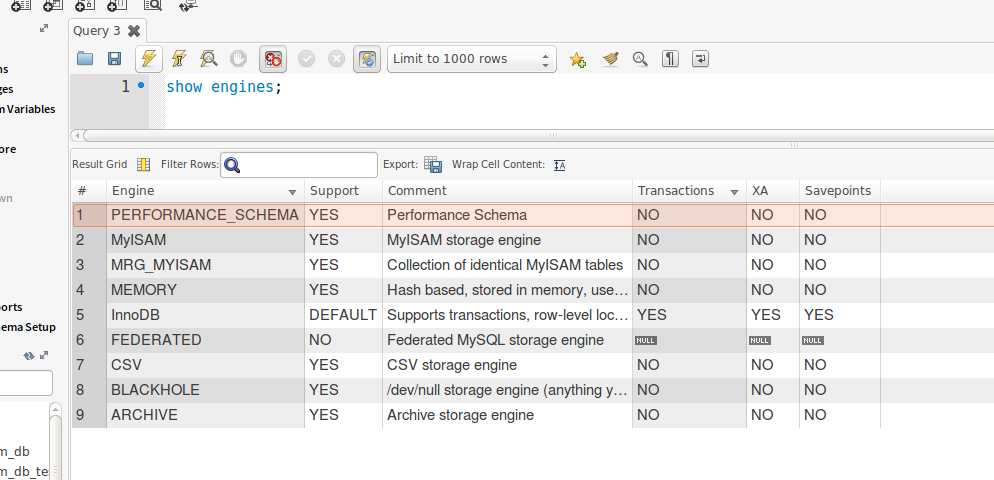 Query 3
Limit to 1000 rows
1 show engines;
Result Grid Filter Rows: Export: Wrap Cell Content:
# Engine Support Comment Transactions XA Savepoints
1 PERFORMANCE_SCHEMA YES Performance Schema NO NO NO
2 MyISAM YES MyISAM storage engine NO NO NO
3 MRG_MYISAM YES Collection of identical MyISAM tables NO NO NO
4 MEMORY YES Hash based, stored in memory, use... NO NO NO
5 InnoDB DEFAULT Supports transactions, row-level loc... YES YES YES
6 FEDERATED NO Federated MySQL storage engine NULL NULL NULL
7 CSV YES CSV storage engine NO NO NO
8 BLACKHOLE YES /dev/null storage engine (anything y... NO NO NO
9 ARCHIVE YES Archive storage engine NO NO NO
ns
ges
m Variables
ore
wn
orts
nema Setup
m_db
m_db_te